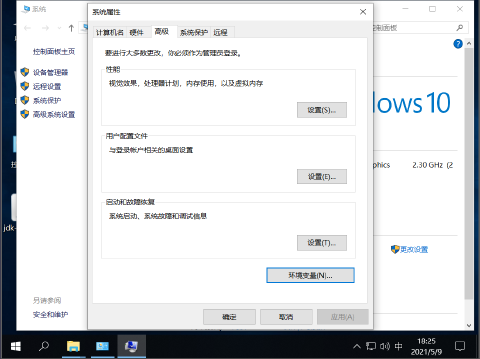 系统
系统属性
计算机名 硬件 高级 系统保护 远程
控制面板
控制面板主页
设备管理器
远程设置
系统保护
高级系统设置
要进行大多数更改，你必须作为管理员登录。
性能
视觉效果，处理器计划，内存使用，以及虚拟内存
设置(S)...
用户配置文件
与登录帐户相关的桌面设置
设置(E)...
启动和故障恢复
系统启动、系统故障和调试信息
设置(T)...
环境变量(N)...
确定 取消 应用(A)
dows 10
phics 2.30 GHz (2
更改设置
另请参阅
安全和维护
jdk-
中
18:25
2021/5/9